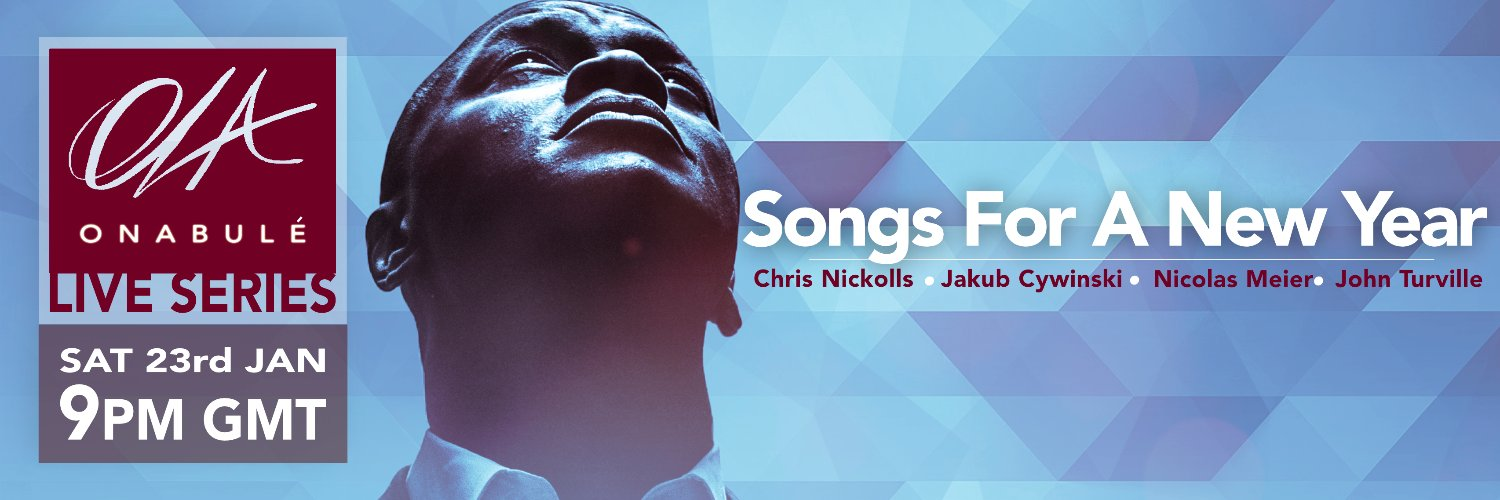 OLA
ONABULÉ
LIVE SERIES
SAT 23rd JAN
9PM GMT
Songs For A New Year
Chris Nickolls • Jakub Cywinski • Nicolas Meier • John Turville